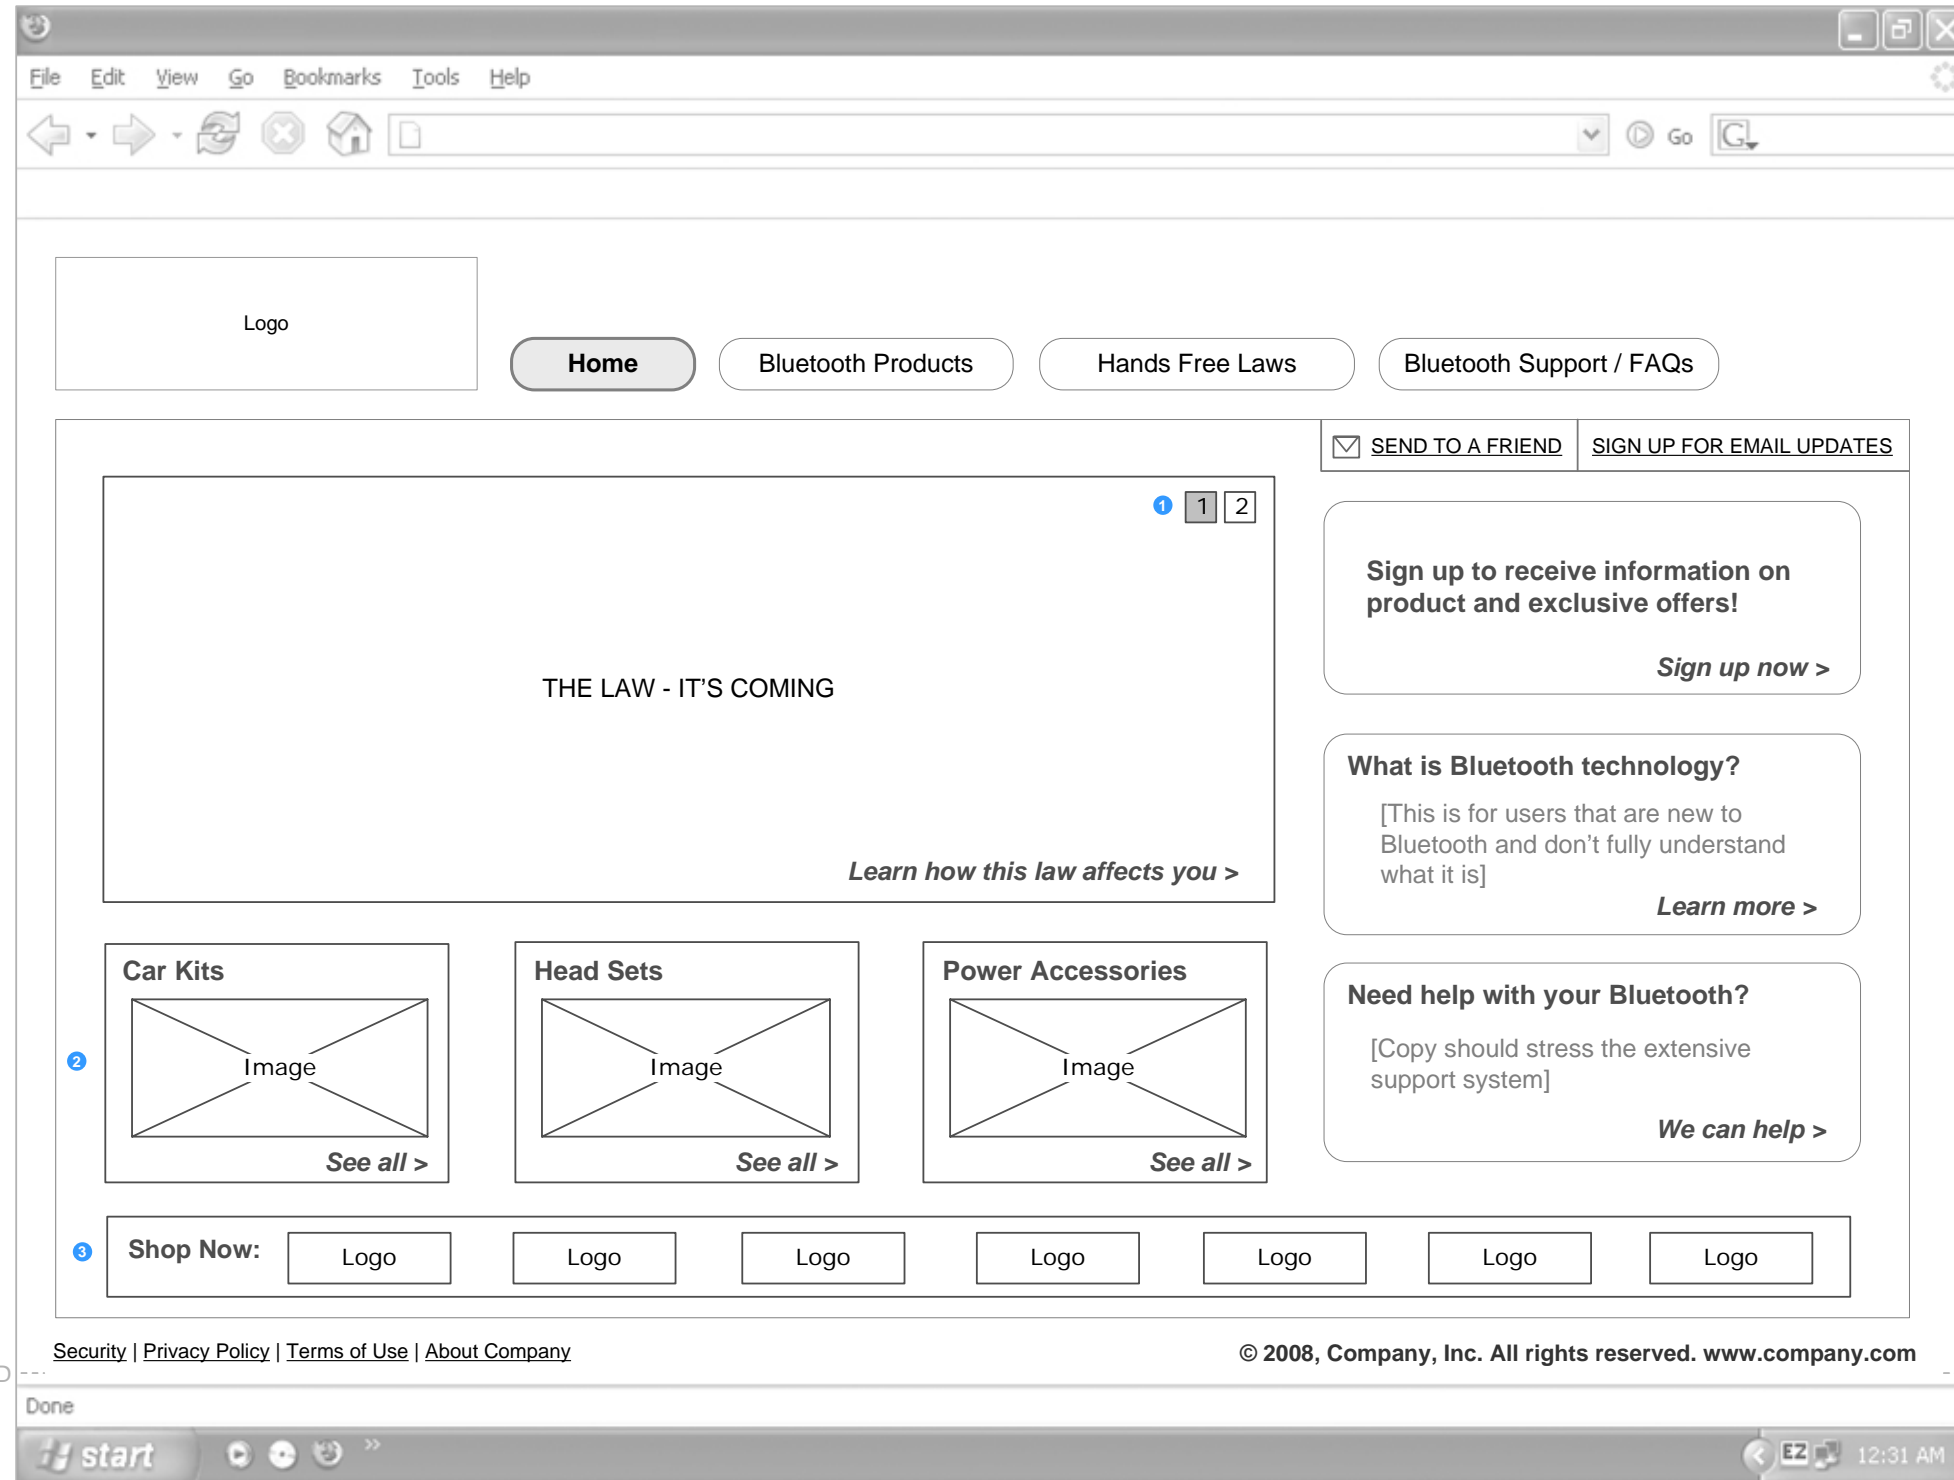 File Edit View Go Bookmarks Tools Help
Go G
Logo
Home Bluetooth Products Hands Free Laws Bluetooth Support / FAQs
SEND TO A FRIEND SIGN UP FOR EMAIL UPDATES
1 1 2
THE LAW - IT'S COMING
Learn how this law affects you >
Sign up to receive information on
product and exclusive offers!
Sign up now >
What is Bluetooth technology?
[This is for users that are new to
Bluetooth and don't fully understand
what it is]
Learn more >
Car Kits
Image
See all >
Head Sets
Image
See all >
Power Accessories
Image
See all >
2
Need help with your Bluetooth?
[Copy should stress the extensive
support system]
We can help >
3 Shop Now: Logo Logo Logo Logo Logo Logo Logo
Security | Privacy Policy | Terms of Use | About Company
© 2008, Company, Inc. All rights reserved. www.company.com
Done
start » EZ 12:31 AM